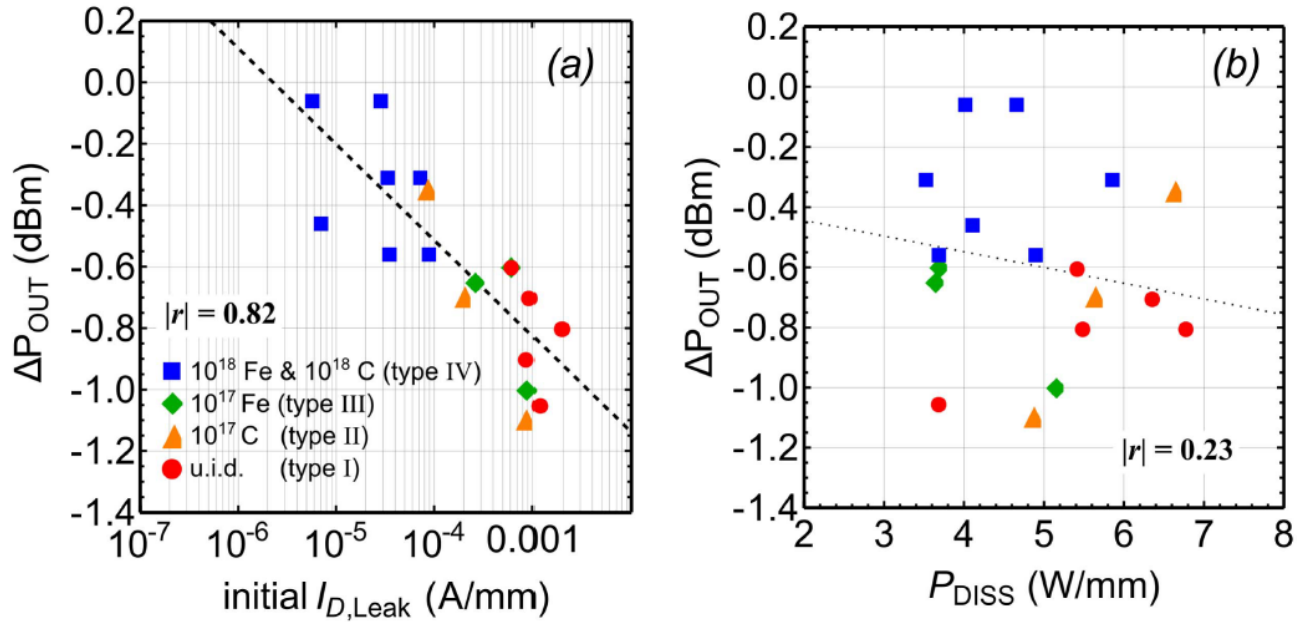 0.2
0.0
-0.2
-0.4
-0.6
-0.8
-1.0
-1.2
-1.4
ΔP_OUT (dBm)
(a)
|r| = 0.82
10^18 Fe & 10^18 C (type IV)
10^17 Fe (type III)
10^17 C (type II)
u.i.d. (type I)
10^-7
10^-6
10^-5
10^-4
0.001
initial I_D,Leak (A/mm)
0.2
0.0
-0.2
-0.4
-0.6
-0.8
-1.0
-1.2
-1.4
ΔP_OUT (dBm)
(b)
|r| = 0.23
2 3 4 5 6 7 8
P_DISS (W/mm)